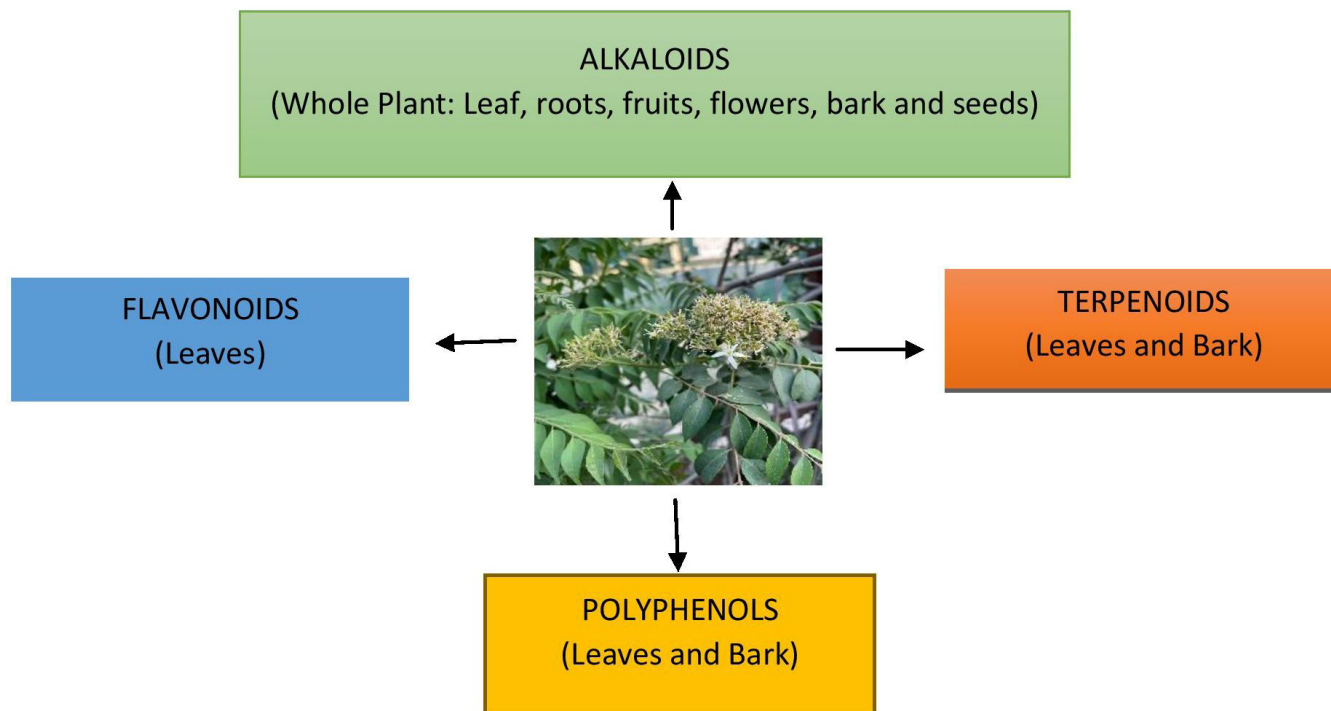 ALKALOIDS
(Whole Plant: Leaf, roots, fruits, flowers, bark and seeds)
FLAVONOIDS
(Leaves)
TERPENOIDS
(Leaves and Bark)
POLYPHENOLS
(Leaves and Bark)